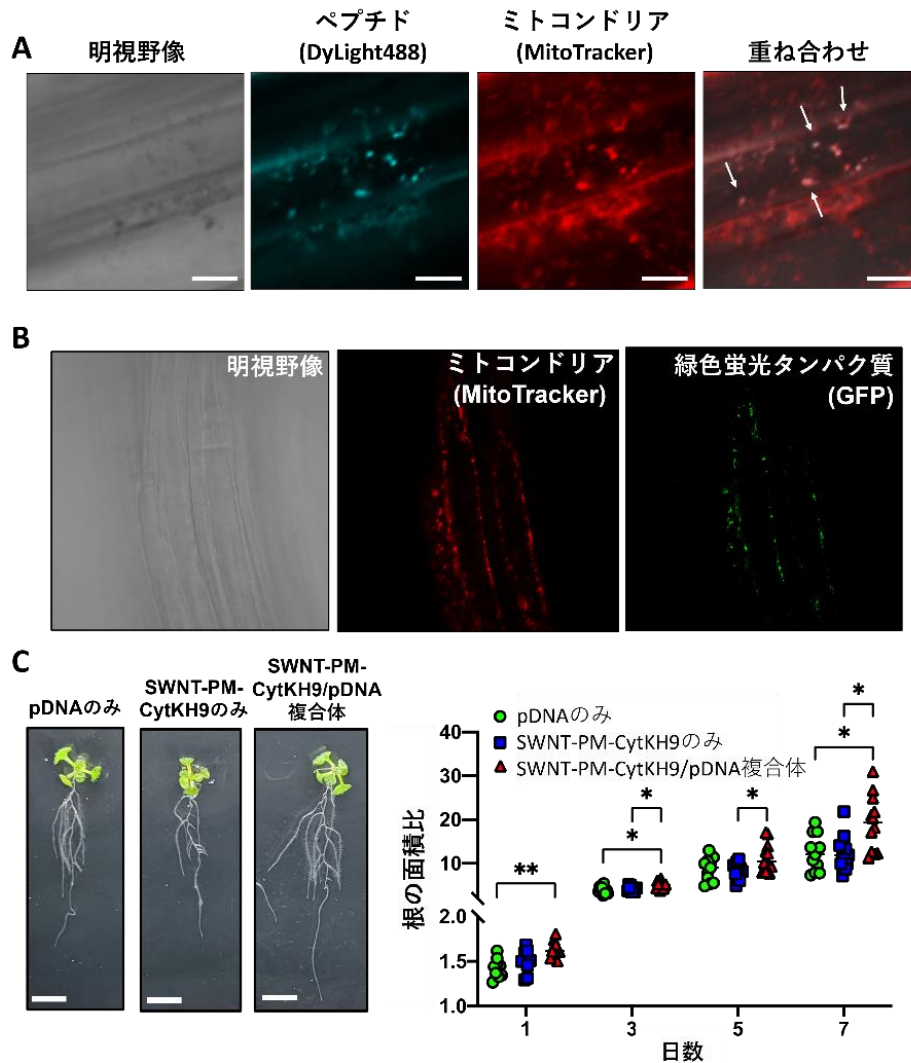 A
明視野像
ペプチド
(DyLight488)
ミトコンドリア
(MitoTracker)
重ね合わせ
B
明視野像
ミトコンドリア
(MitoTracker)
緑色蛍光タンパク質
(GFP)
C
pDNAのみ
SWNT-PM-
CytKH9のみ
SWNT-PM-
CytKH9/pDNA
複合体
pDNAのみ
SWNT-PM-CytKH9のみ
SWNT-PM-CytKH9/pDNA複合体
根の面積比
40
30
20
10
2.0
1.5
1.0
**
*
*
*
*
*
1
3
5
7
日数